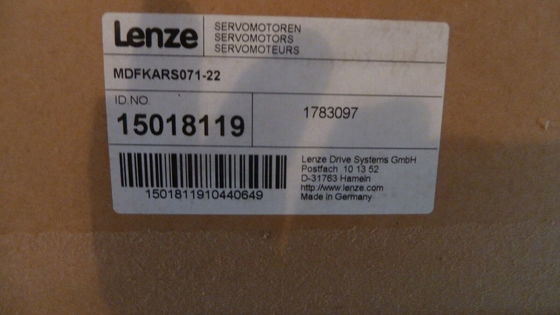 Lenze
SERVOMOTOREN
SERVOMOTORS
SERVOMOTEURS
MDFKARS071-22
ID.NO.
15018119
1783097
1501811910440649
Lenze Drive Systems GmbH
Postfach 10 13 52
D-31763 Hameln
http://www.lenze.com
Made in Germany